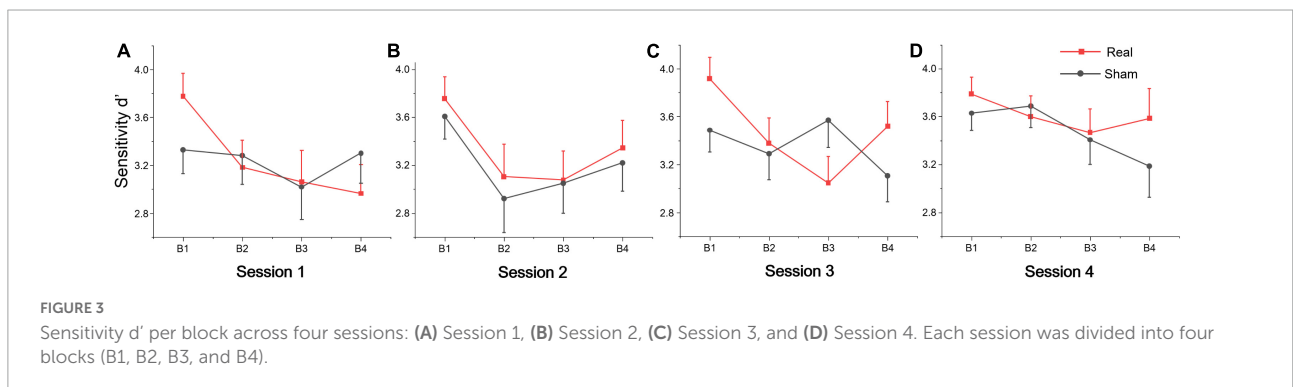 A
B
C
D
Real
Sham
Sensitivity d'
4.0
3.6
3.2
2.8
B1 B2 B3 B4
Session 1
4.0
3.6
3.2
2.8
B1 B2 B3 B4
Session 2
4.0
3.6
3.2
2.8
B1 B2 B3 B4
Session 3
4.0
3.6
3.2
2.8
B1 B2 B3 B4
Session 4
FIGURE 3
Sensitivity d’ per block across four sessions: (A) Session 1, (B) Session 2, (C) Session 3, and (D) Session 4. Each session was divided into four
blocks (B1, B2, B3, and B4).